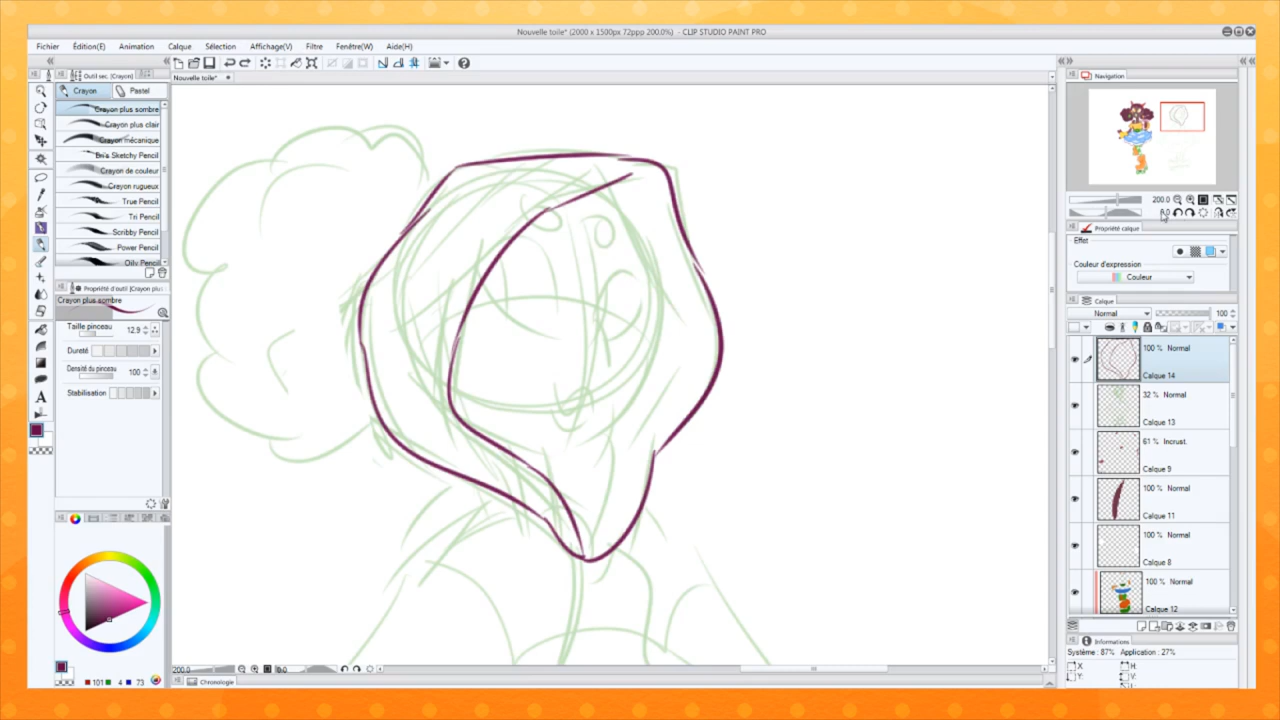 Nouvelle toile* (2000 x 1500px 72ppp 200.0%) - CLIP STUDIO PAINT PRO
Fichier Édition(E) Animation Calque Sélection Affichage(V) Filtre Fenêtre(W) Aide(H)
Outil sec. [Crayon]
Nouvelle toile*
Navigation
Crayon Pastel
Crayon plus sombre
Crayon plus clair
Crayon mécanique
Sketchy Pencil
Crayon de couleur
Crayon rugueux
True Pencil
Tri Pencil
Scribby Pencil
Power Pencil
Oily Pencil
Propriété d'outil [Crayon plus
Crayon plus sombre
Taille pinceau 12.9
Dureté
Densité du pinceau 100
Stabilisation
A
101 4 73
200.0
Propriété calque
Effet
Couleur d'expression
Couleur
Calque
Normal 100
100 % Normal
Calque 14
32 % Normal
Calque 13
61 % Incrust.
Calque 9
100 % Normal
Calque 11
100 % Normal
Calque 8
100 % Normal
Calque 12
Informations
Système : 87% Application : 27%
X H:
Y: V:
200.0 0.0
Chronologie